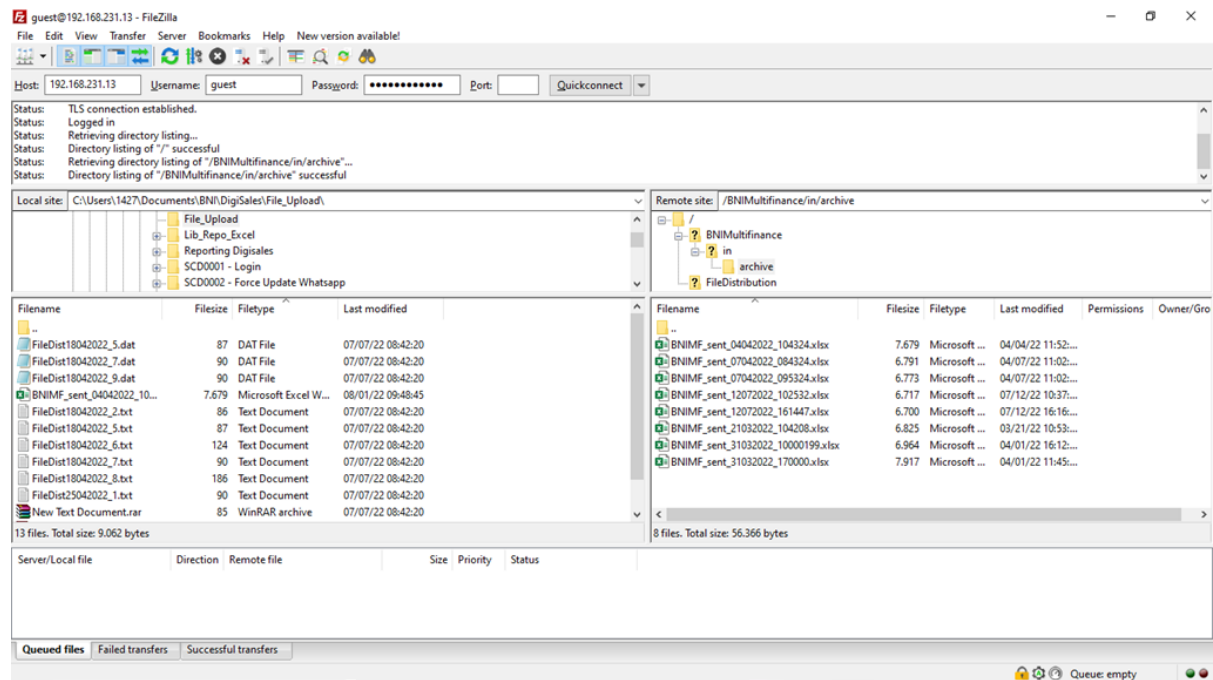 guest@192.168.231.13 - FileZilla
File Edit View Transfer Server Bookmarks Help New version available!
Host: 192.168.231.13 Username: guest Password: ●●●●●●●●●●●● Port: Quickconnect
Status: TLS connection established.
Status: Logged in
Status: Retrieving directory listing...
Status: Directory listing of "/" successful
Status: Retrieving directory listing of "/BNIMultifinance/in/archive"...
Status: Directory listing of "/BNIMultifinance/in/archive" successful
Local site: C:\Users\1427\Documents\BNI\DigiSales\File_Upload\
File_Upload
Lib_Repo_Excel
Reporting Digisales
SCD0001 - Login
SCD0002 - Force Update Whatsapp
Filename Filesize Filetype Last modified
..
FileDist18042022_5.dat 87 DAT File 07/07/22 08:42:20
FileDist18042022_7.dat 90 DAT File 07/07/22 08:42:20
FileDist18042022_9.dat 90 DAT File 07/07/22 08:42:20
BNIMF_sent_04042022_10... 7.679 Microsoft Excel W... 08/01/22 09:48:45
FileDist18042022_2.txt 86 Text Document 07/07/22 08:42:20
FileDist18042022_5.txt 87 Text Document 07/07/22 08:42:20
FileDist18042022_6.txt 124 Text Document 07/07/22 08:42:20
FileDist18042022_7.txt 90 Text Document 07/07/22 08:42:20
FileDist18042022_8.txt 186 Text Document 07/07/22 08:42:20
FileDist25042022_1.txt 90 Text Document 07/07/22 08:42:20
New Text Document.rar 85 WinRAR archive 07/07/22 08:42:20
13 files. Total size: 9.062 bytes
Remote site: /BNIMultifinance/in/archive
/
? BNIMultifinance
? in
archive
? FileDistribution
Filename Filesize Filetype Last modified Permissions Owner/Gro
..
BNIMF_sent_04042022_104324.xlsx 7.679 Microsoft ... 04/04/22 11:52:...
BNIMF_sent_07042022_084324.xlsx 6.791 Microsoft ... 04/07/22 11:02:...
BNIMF_sent_07042022_095324.xlsx 6.773 Microsoft ... 04/07/22 11:02:...
BNIMF_sent_12072022_102532.xlsx 6.717 Microsoft ... 07/12/22 10:37:...
BNIMF_sent_12072022_161447.xlsx 6.700 Microsoft ... 07/12/22 16:16:...
BNIMF_sent_21032022_104208.xlsx 6.825 Microsoft ... 03/21/22 10:53:...
BNIMF_sent_31032022_10000199.xlsx 6.964 Microsoft ... 04/01/22 16:12:...
BNIMF_sent_31032022_170000.xlsx 7.917 Microsoft ... 04/01/22 11:45:...
8 files. Total size: 56.366 bytes
Server/Local file Direction Remote file Size Priority Status
Queued files Failed transfers Successful transfers
Queue: empty